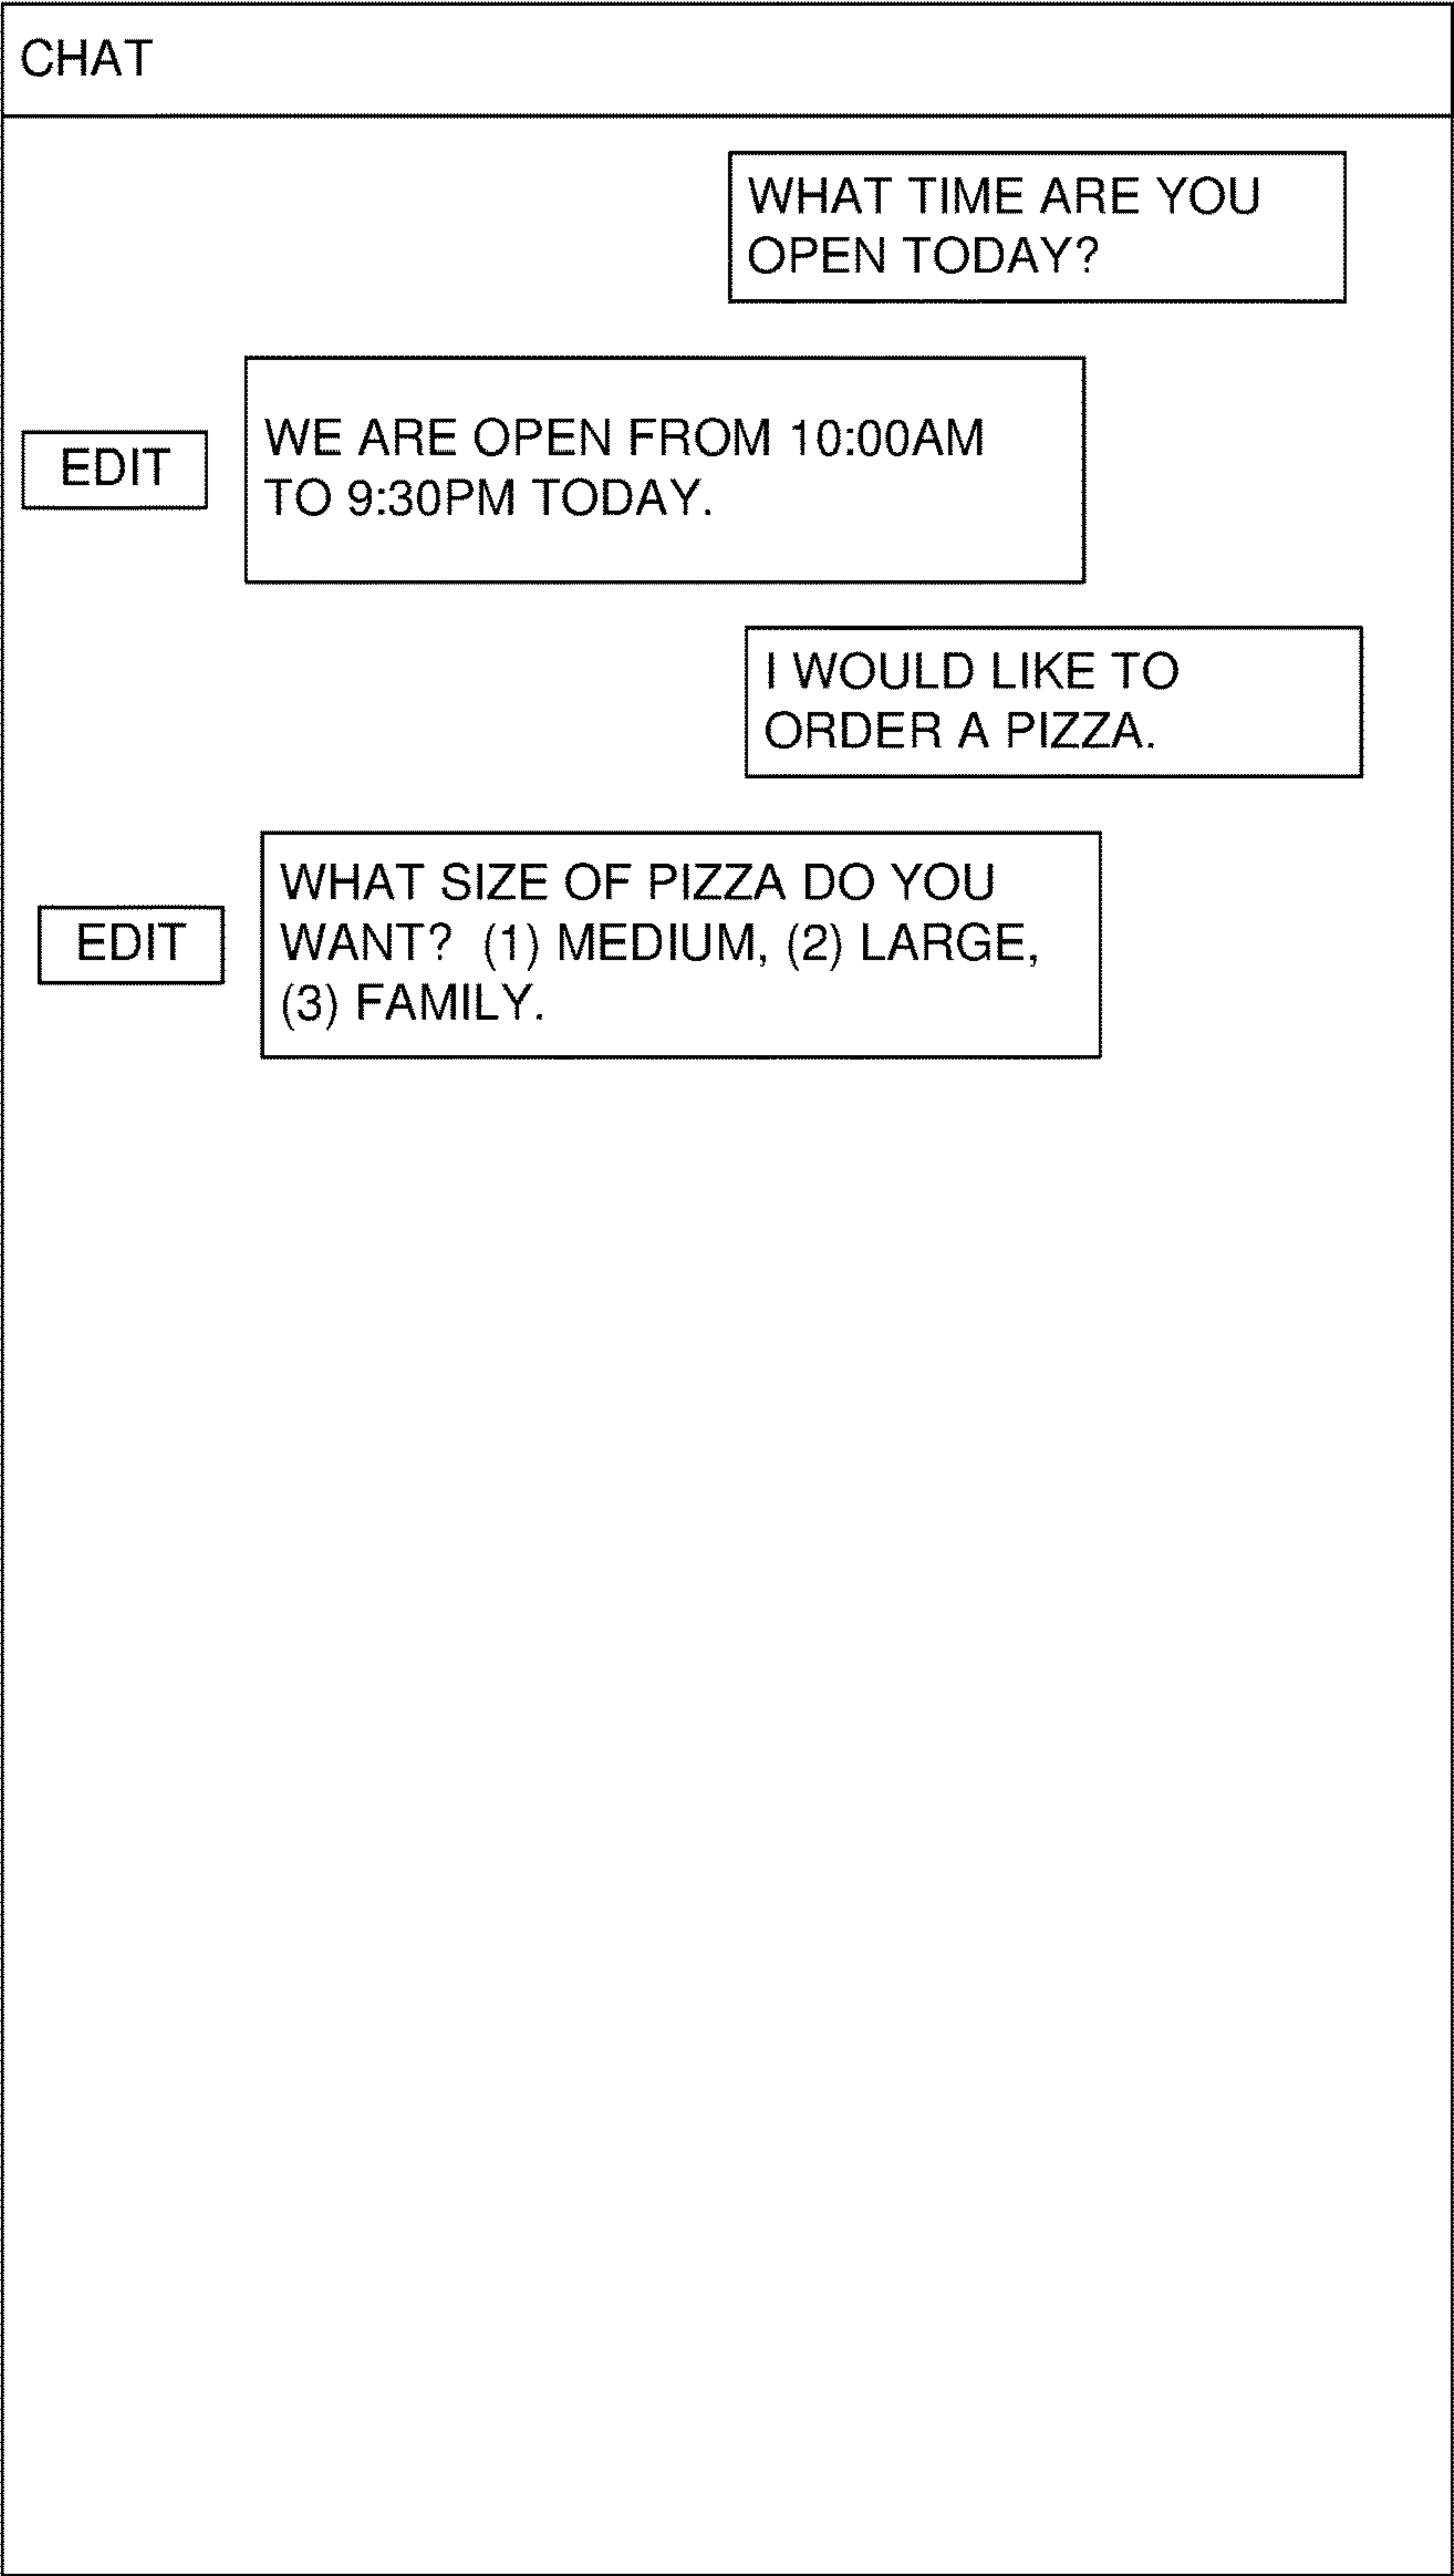 CHAT
WHAT TIME ARE YOU
OPEN TODAY?
WE ARE OPEN FROM 10:00AM
EDIT
TO 9:30PM TODAY.
I WOULD LIKE TO
ORDER A PIZZA.
WHAT SIZE OF PIZZA DO YOU
EDIT
WANT?  (1) MEDIUM, (2) LARGE,
(3) FAMILY.